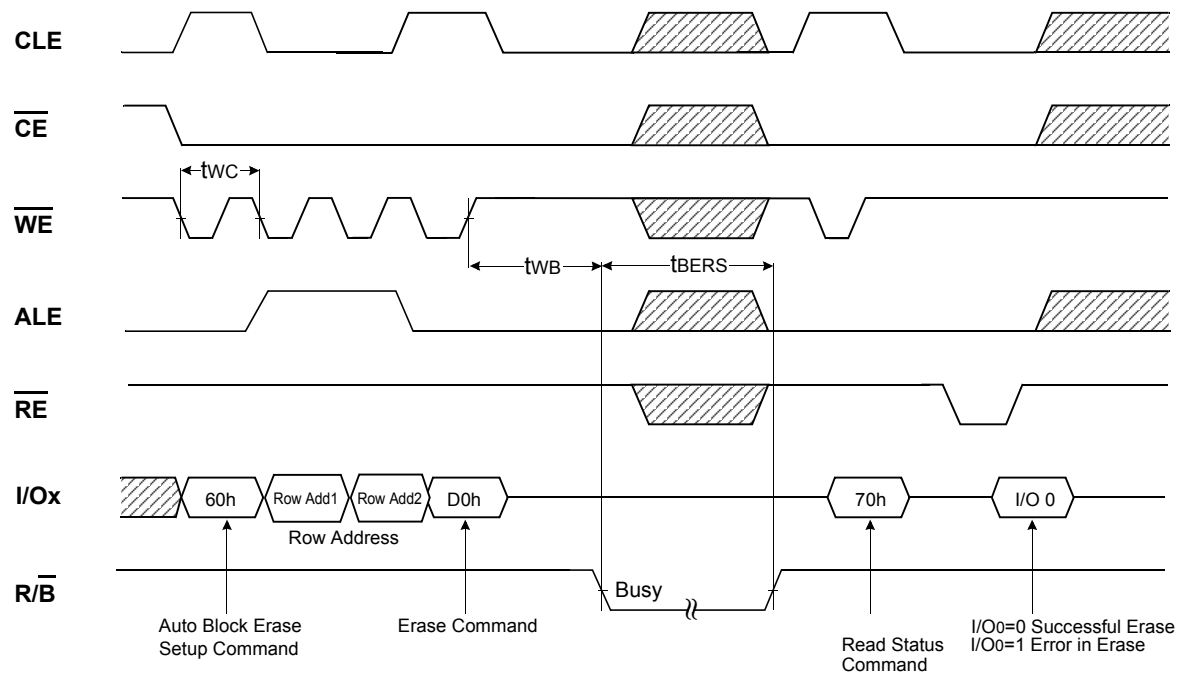 CLE
CE
tWC
WE
tWB
tBERS
ALE
RE
I/Ox
60h
Row Add1
Row Add2
D0h
70h
I/O 0
Row Address
R/B
Busy
Auto Block Erase
Setup Command
Erase Command
Read Status
Command
I/O0=0 Successful Erase
I/O0=1 Error in Erase